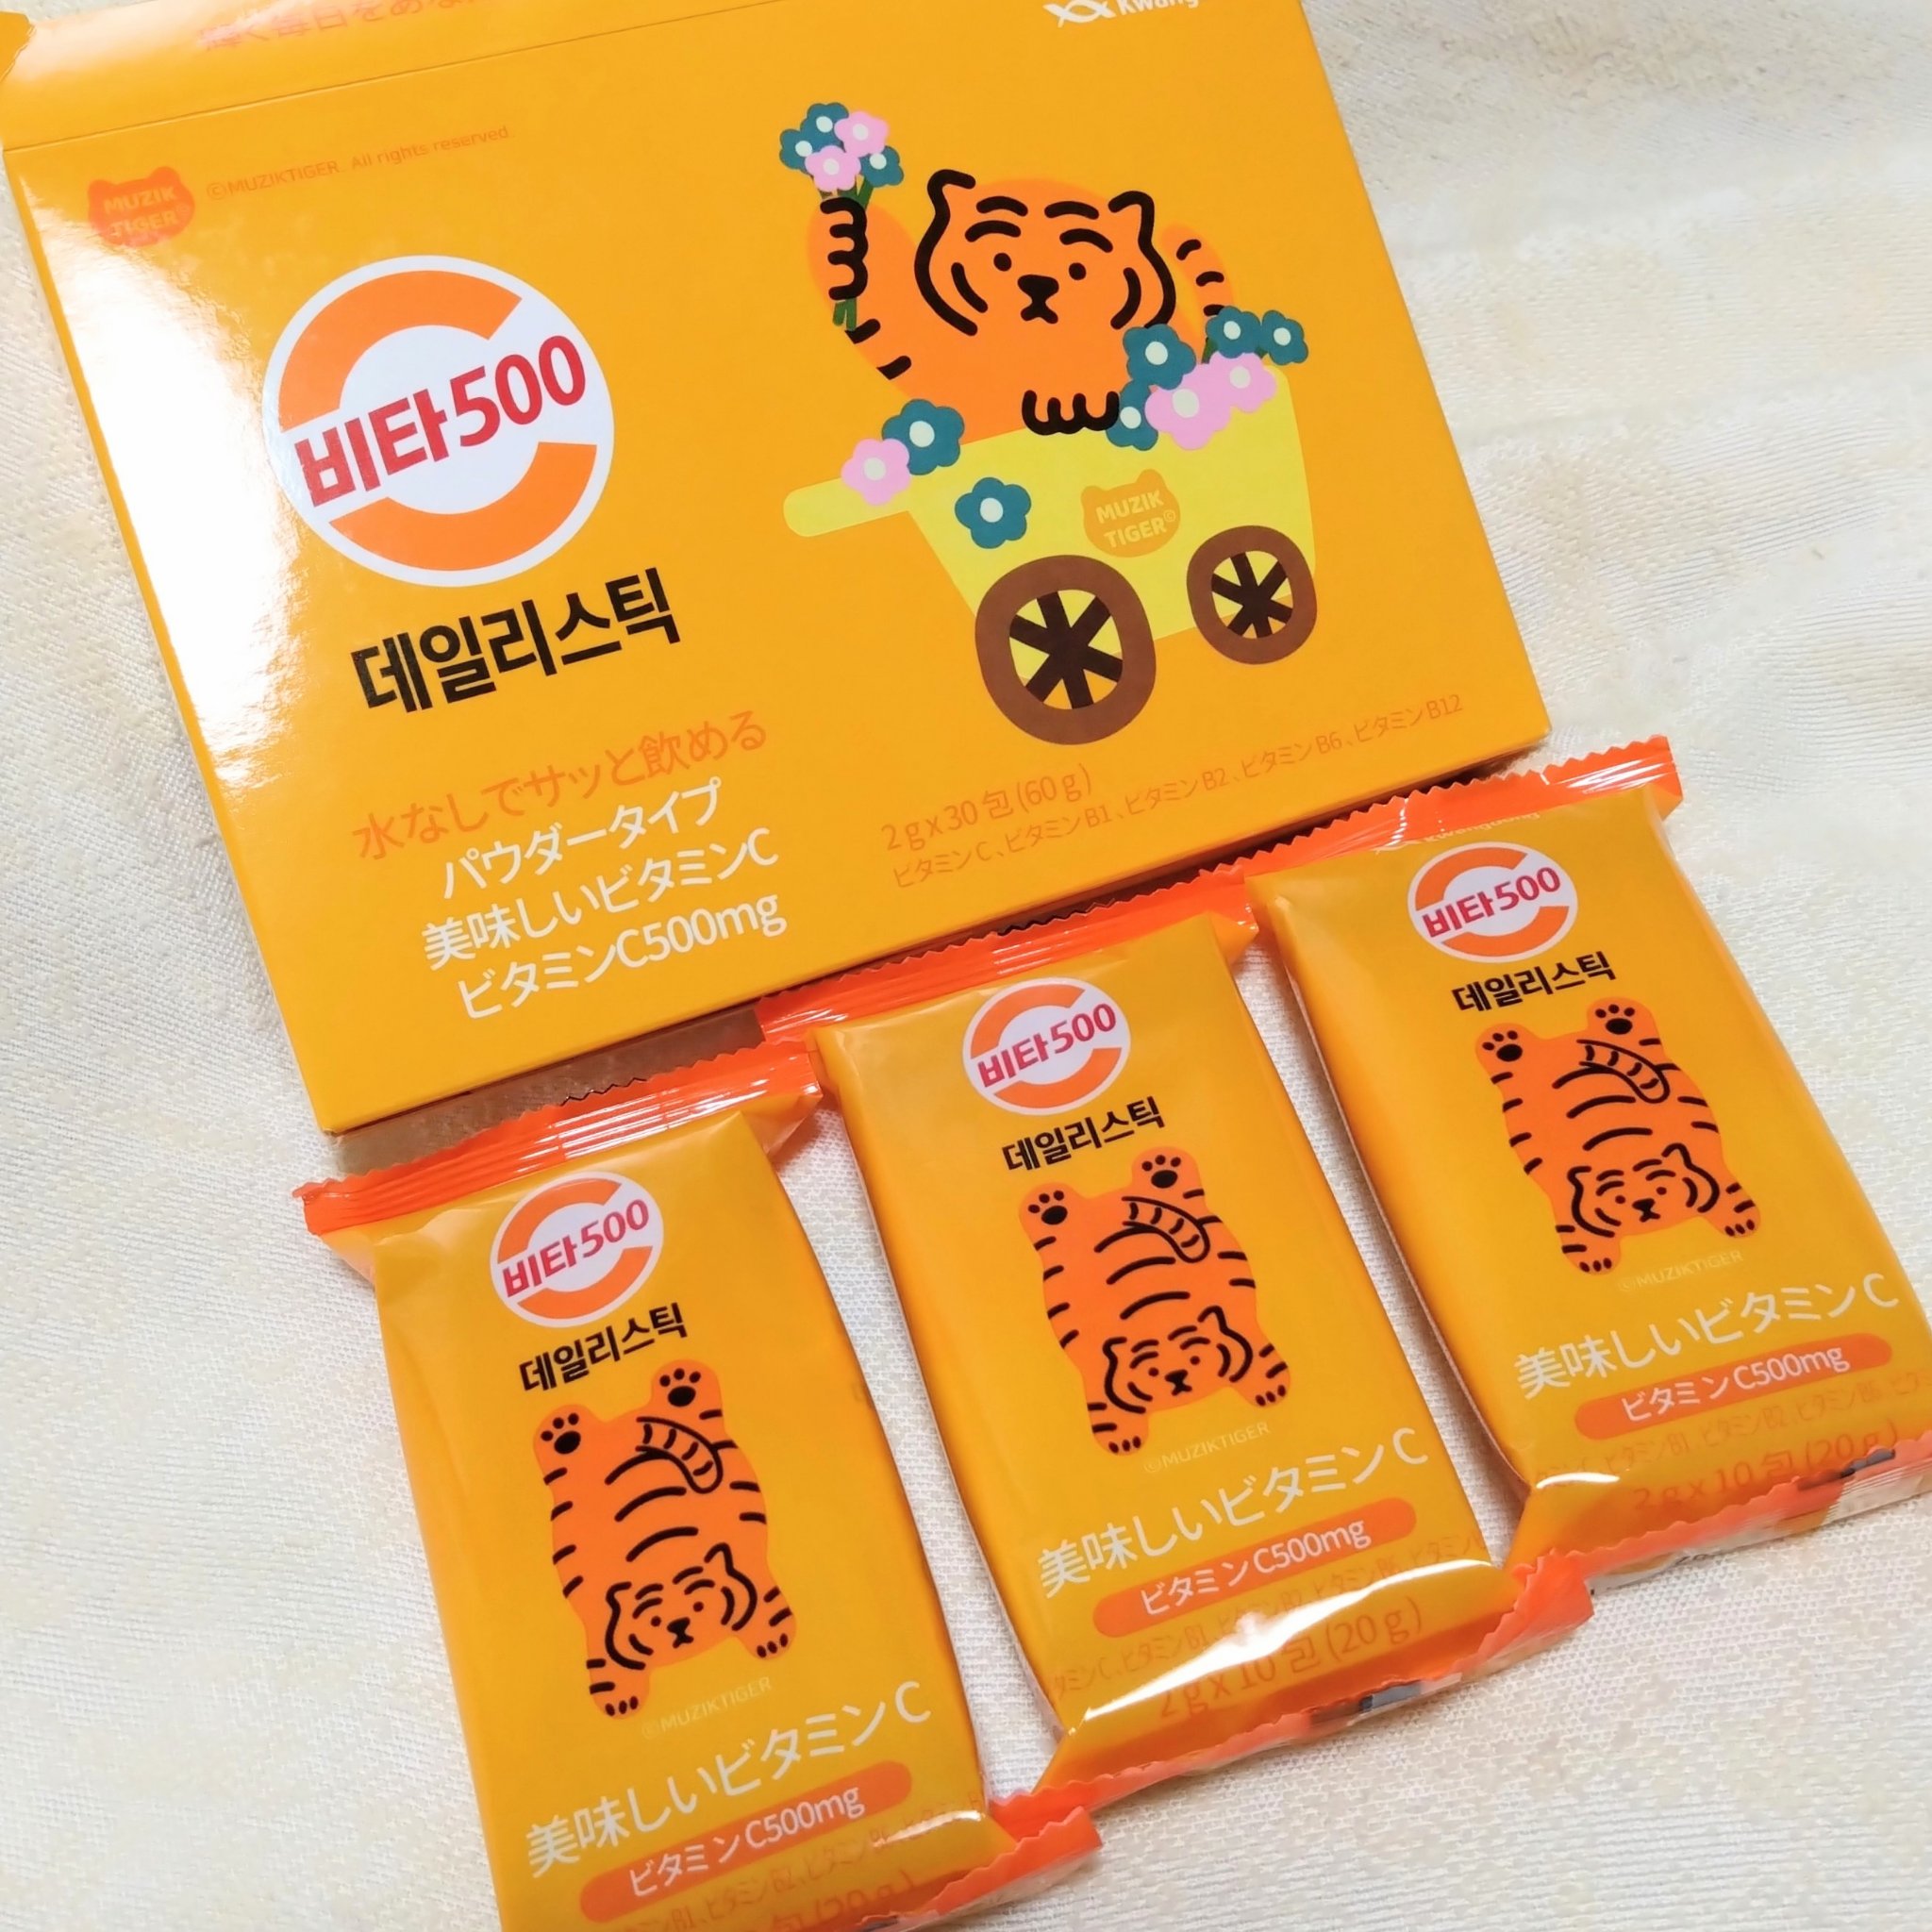 Kwang
MUZIK
TIGER
©MUZIKTIGER. All rights reserved.
비타500
데일리스틱
水なしでサッと飲める
パウダータイプ
美味しいビタミンC
ビタミンC500mg
MUZIK
TIGER©
2g x 30 包 (60g)
ビタミンC、ビタミンB1、ビタミンB2、ビタミンB6、ビタミンB12
비타500
데일리스틱
©MUZIKTIGER
美味しいビタミンC
ビタミンC500mg
비타500
데일리스틱
©MUZIKTIGER
美味しいビタミンC
ビタミンC500mg
2g x 10 包 (20g)
Kwangdong
비타500
데일리스틱
©MUZIKTIGER
美味しいビタミンC
ビタミンC500mg
2g x 10 包 (20g)